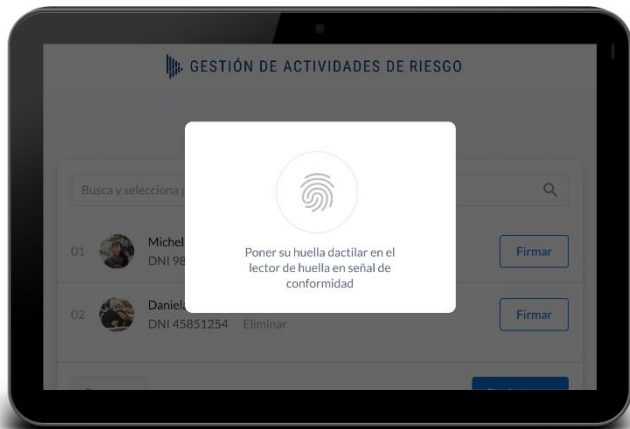 GESTIÓN DE ACTIVIDADES DE RIESGO
Busca y selecciona
Poner su huella dactilar en el
lector de huella en señal de
conformidad
01
Michel
DNI 98
Firmar
02
Daniela
DNI 45851254 Eliminar
Firmar